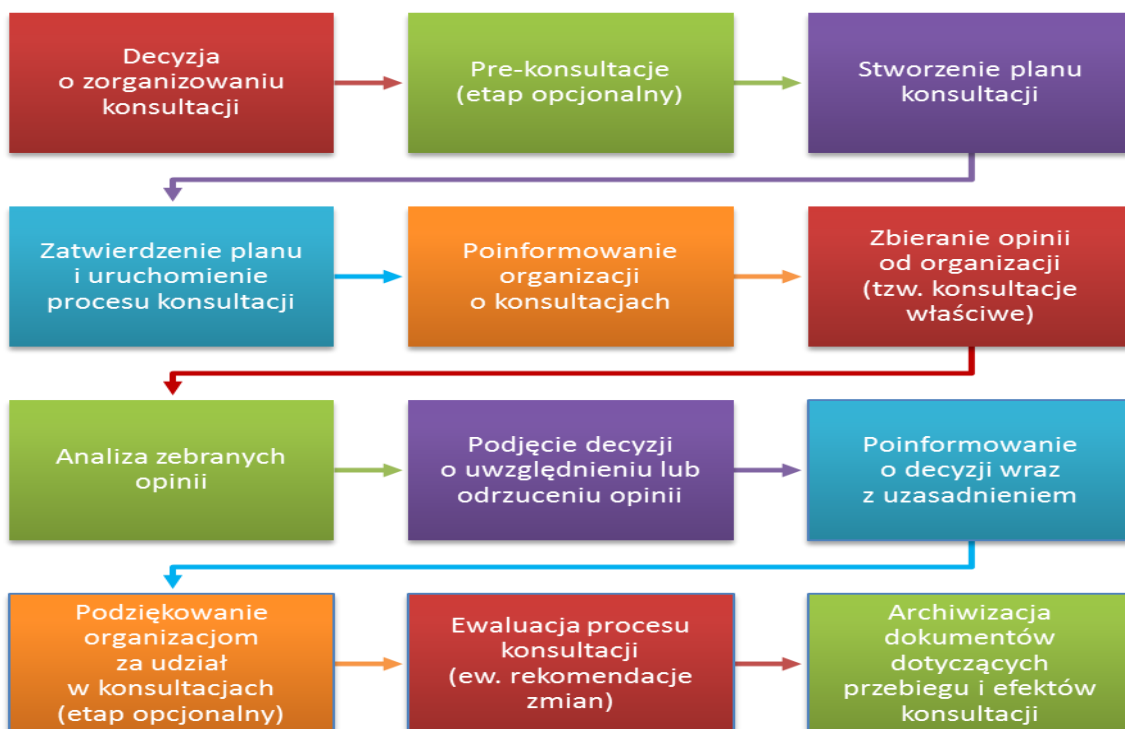 Decyzja
o zorganizowaniu
konsultacji
Pre-konsultacje
(etap opcjonalny)
Stworzenie planu
konsultacji
Zatwierdzenie planu
i uruchomienie
procesu konsultacji
Poinformowanie
organizacji
o konsultacjach
Zbieranie opinii
od organizacji
(tzw. konsultacje
właściwe)
Analiza zebranych
opinii
Podjęcie decyzji
o uwzględnieniu lub
odrzuceniu opinii
Poinformowanie
o decyzji wraz
z uzasadnieniem
Podziękowanie
organizacjom
za udział
w konsultacjach
(etap opcjonalny)
Ewaluacja procesu
konsultacji
(ew. rekomendacje
zmian)
Archiwizacja
dokumentów
dotyczących
przebiegu i efektów
konsultacji